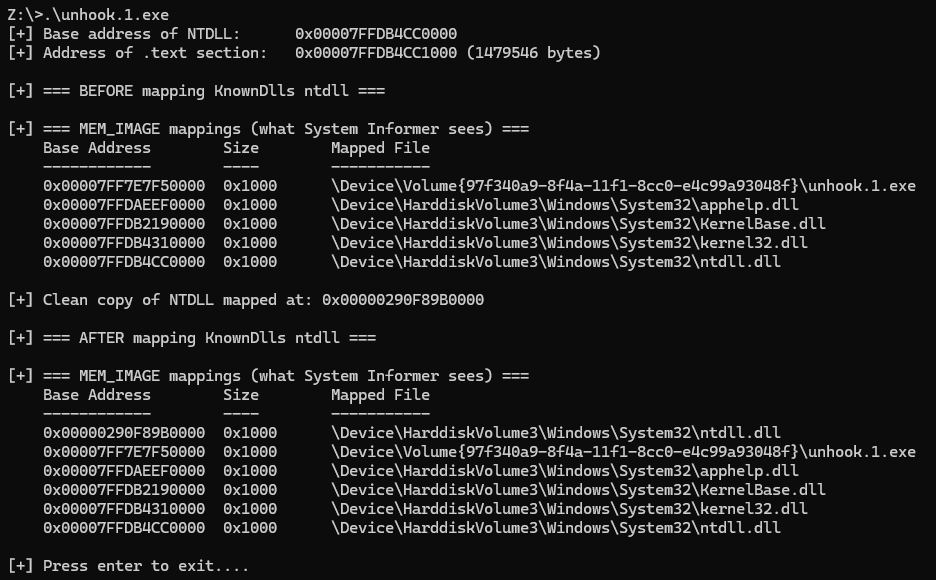 Z:\>.\unhook.1.exe
[+] Base address of NTDLL:      0x00007FFDB4CC0000
[+] Address of .text section:   0x00007FFDB4CC1000 (1479546 bytes)
[+] === BEFORE mapping KnownDlls ntdll ===
[+] === MEM_IMAGE mappings (what System Informer sees) ===
    Base Address        Size        Mapped File
    ------------        ----        -----------
    0x00007FF7E7F50000  0x1000      \Device\Volume{97f340a9-8f4a-11f1-8cc0-e4c99a93048f}\unhook.1.exe
    0x00007FFDAEEF0000  0x1000      \Device\HarddiskVolume3\Windows\System32\apphelp.dll
    0x00007FFDB2190000  0x1000      \Device\HarddiskVolume3\Windows\System32\KernelBase.dll
    0x00007FFDB4310000  0x1000      \Device\HarddiskVolume3\Windows\System32\kernel32.dll
    0x00007FFDB4CC0000  0x1000      \Device\HarddiskVolume3\Windows\System32\ntdll.dll
[+] Clean copy of NTDLL mapped at: 0x00000290F89B0000
[+] === AFTER mapping KnownDlls ntdll ===
[+] === MEM_IMAGE mappings (what System Informer sees) ===
    Base Address        Size        Mapped File
    ------------        ----        -----------
    0x00000290F89B0000  0x1000      \Device\HarddiskVolume3\Windows\System32\ntdll.dll
    0x00007FF7E7F50000  0x1000      \Device\Volume{97f340a9-8f4a-11f1-8cc0-e4c99a93048f}\unhook.1.exe
    0x00007FFDAEEF0000  0x1000      \Device\HarddiskVolume3\Windows\System32\apphelp.dll
    0x00007FFDB2190000  0x1000      \Device\HarddiskVolume3\Windows\System32\KernelBase.dll
    0x00007FFDB4310000  0x1000      \Device\HarddiskVolume3\Windows\System32\kernel32.dll
    0x00007FFDB4CC0000  0x1000      \Device\HarddiskVolume3\Windows\System32\ntdll.dll
[+] Press enter to exit....